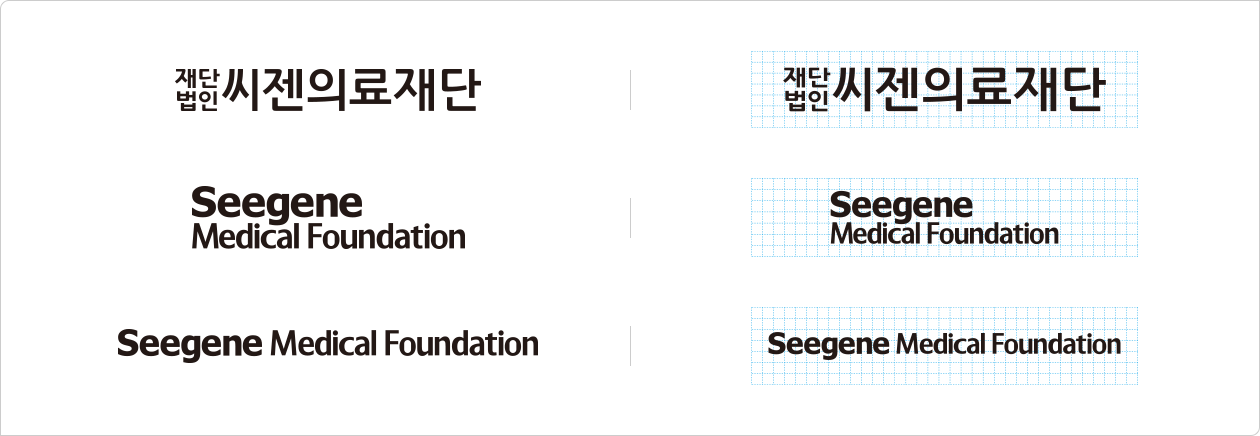 재단
법인 씨젠의료재단
재단
법인 씨젠의료재단
Seegene
Medical Foundation
Seegene
Medical Foundation
Seegene Medical Foundation
Seegene Medical Foundation